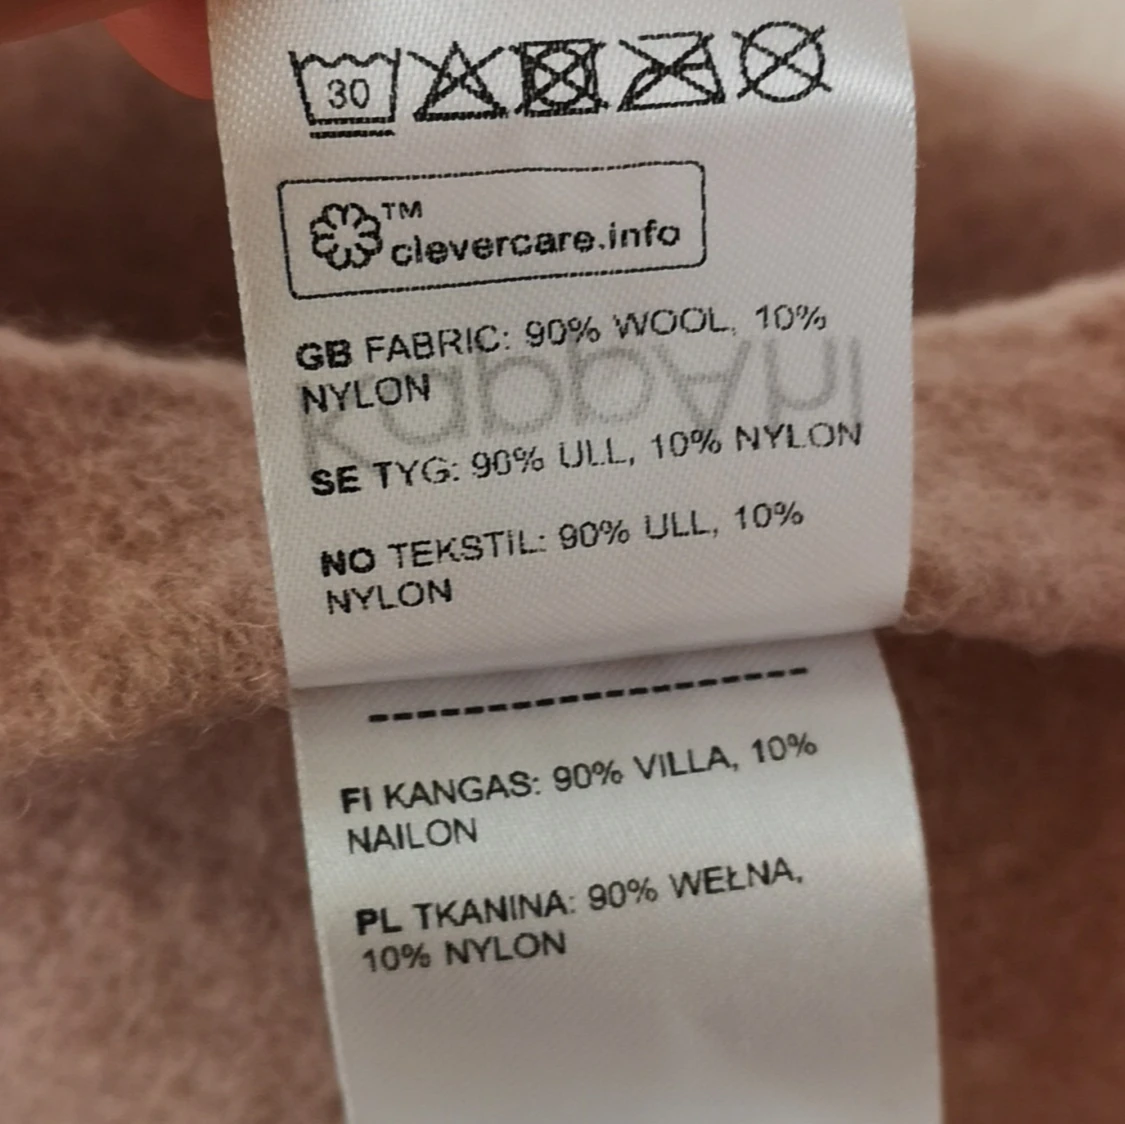 30
TM
clevercare.info
GB FABRIC: 90% WOOL, 10%
NYLON
KappAhl
SE TYG: 90% ULL, 10% NYLON
NO TEKSTIL: 90% ULL, 10%
NYLON
FI KANGAS: 90% VILLA, 10%
NAILON
PL TKANINA: 90% WEŁNA,
10% NYLON